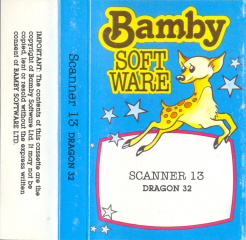 IMPORTANT: The contents of this cassette are the
copyright of Bamby Software Ltd. It may not be
copied, lent or resold without the express written
consent of BAMBY SOFTWARE LTD.
Scanner 13 DRAGON 32
Bamby
SOFT
WARE
SCANNER 13
DRAGON 32